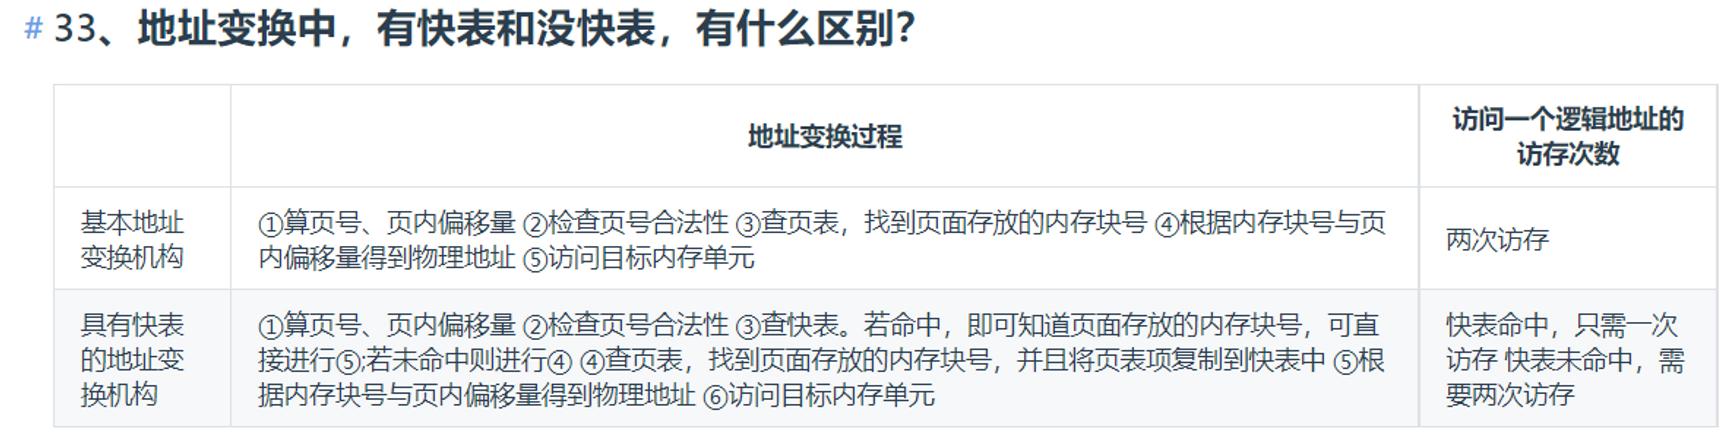 # 33、地址变换中，有快表和没快表，有什么区别？
地址变换过程
访问一个逻辑地址的
访存次数
基本地址
变换机构
①算页号、页内偏移量 ②检查页号合法性 ③查页表，找到页面存放的内存块号 ④根据内存块号与页
内偏移量得到物理地址 ⑤访问目标内存单元
两次访存
具有快表
的地址变
换机构
①算页号、页内偏移量 ②检查页号合法性 ③查快表。若命中，即可知道页面存放的内存块号，可直
接进行⑤;若未命中则进行④ ④查页表，找到页面存放的内存块号，并且将页表项复制到快表中 ⑤根
据内存块号与页内偏移量得到物理地址 ⑥访问目标内存单元
快表命中，只需一次
访存 快表未命中，需
要两次访存